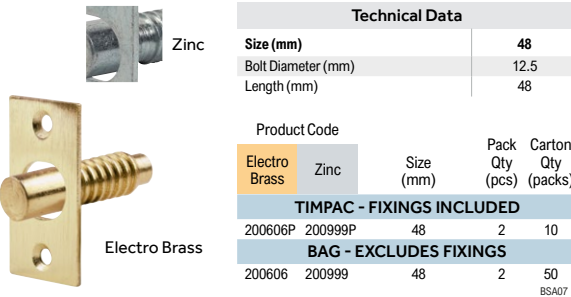 Zinc
Electro Brass
Technical Data
Size (mm) 48
Bolt Diameter (mm) 12.5
Length (mm) 48
Product Code
Electro Brass Zinc Size (mm) Pack Qty (pcs) Carton Qty (packs)
TIMPAC - FIXINGS INCLUDED
200606P 200999P 48 2 10
BAG - EXCLUDES FIXINGS
200606 200999 48 2 50
BSA07